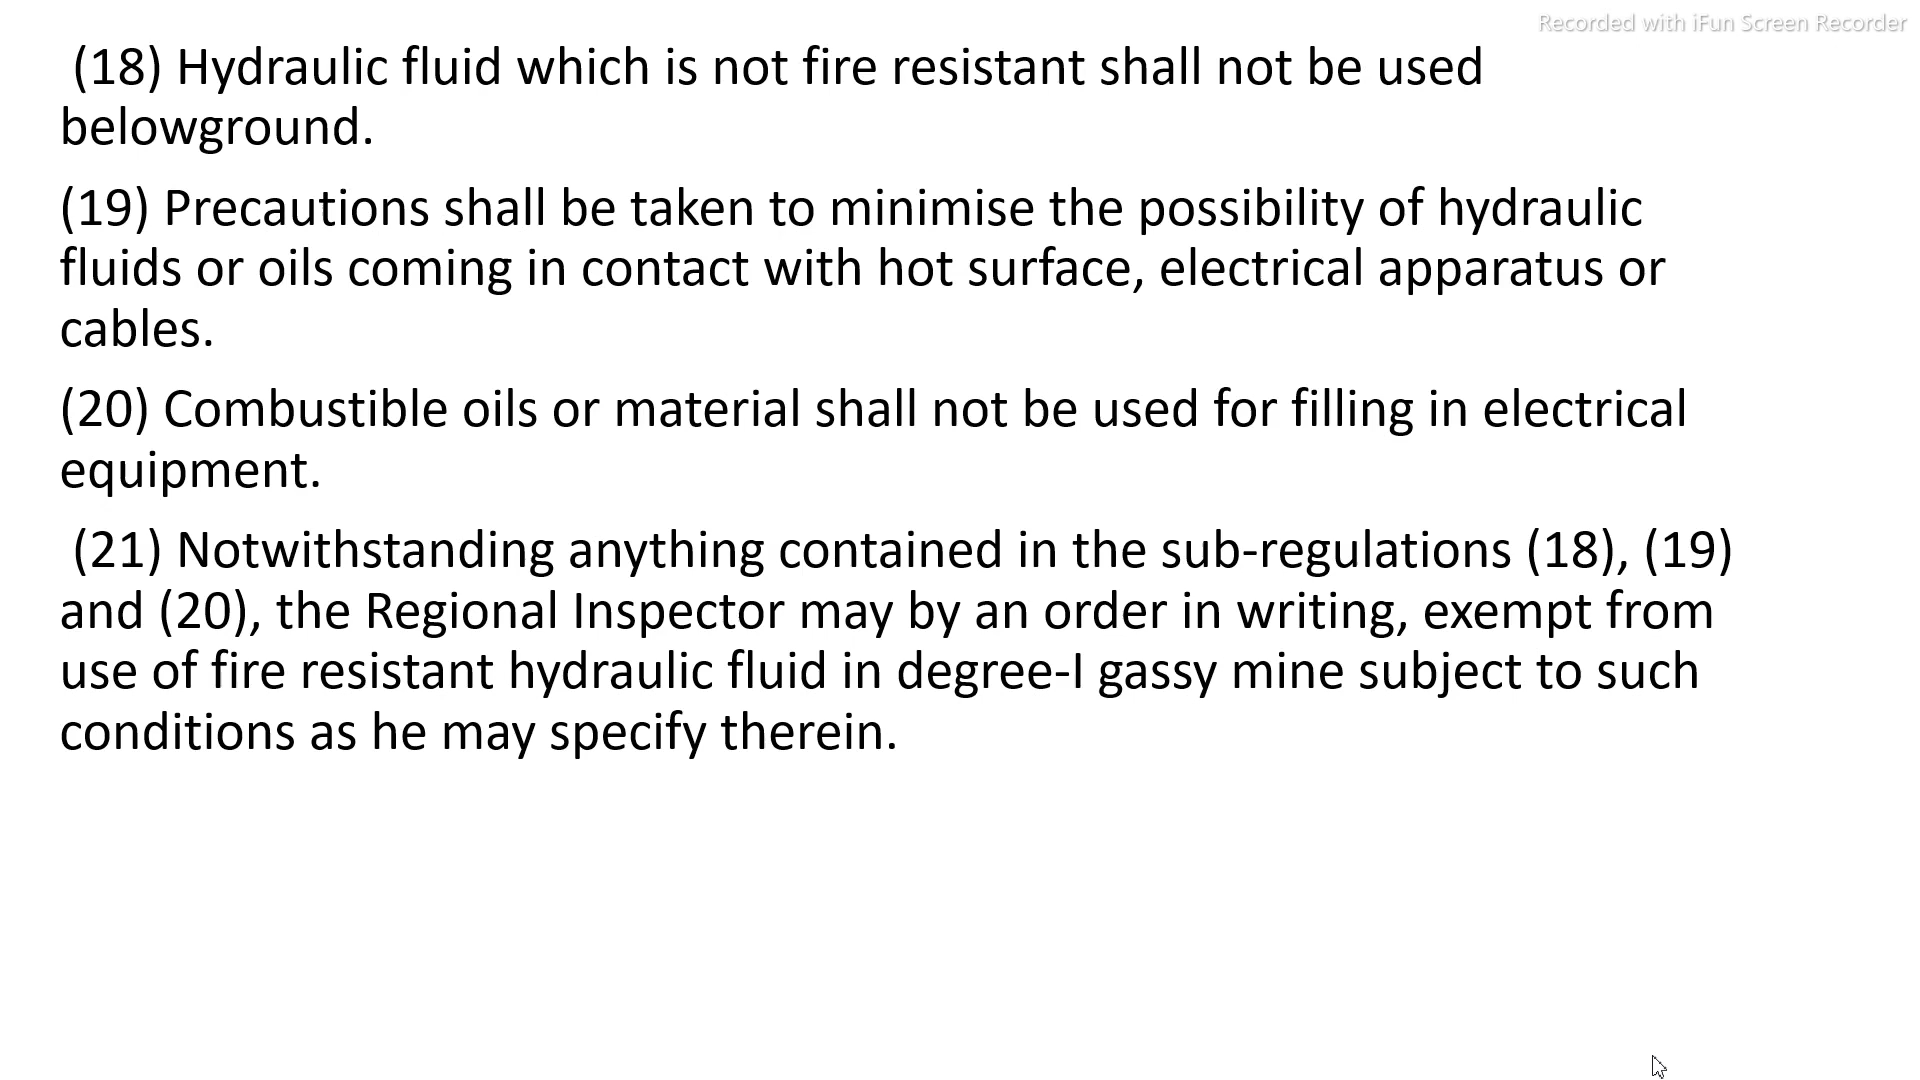 Recorded with iFun Screen Recorder
(18) Hydraulic fluid which is not fire resistant shall not be used
belowground.
(19) Precautions shall be taken to minimise the possibility of hydraulic
fluids or oils coming in contact with hot surface, electrical apparatus or
cables.
(20) Combustible oils or material shall not be used for filling in electrical
equipment.
(21) Notwithstanding anything contained in the sub-regulations (18), (19)
and (20), the Regional Inspector may by an order in writing, exempt from
use of fire resistant hydraulic fluid in degree-I gassy mine subject to such
conditions as he may specify therein.